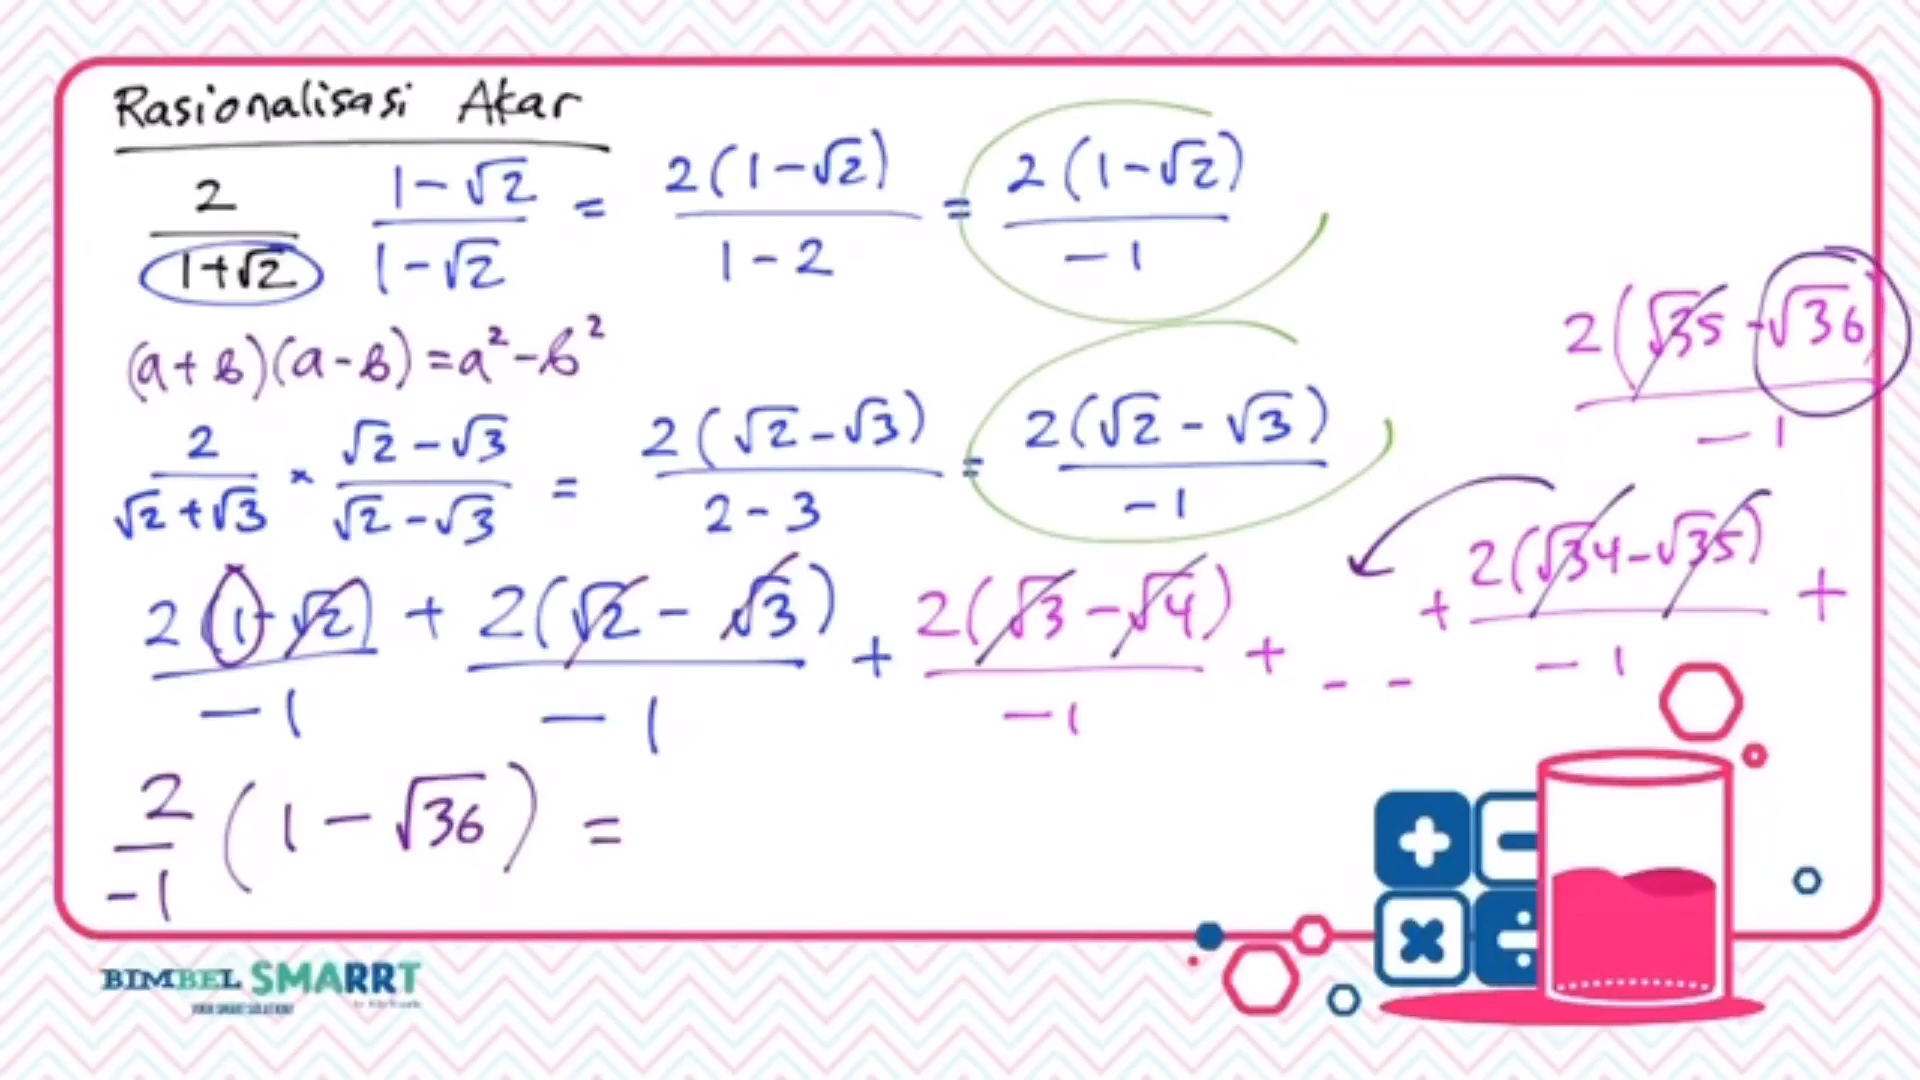 Rasionalisasi Akar
2/(1+√2) (1-√2)/(1-√2) = 2(1-√2)/(1-2) = 2(1-√2)/-1
(a+b)(a-b) = a²-b²
2(√35-√36)/-1
2/(√2+√3) × (√2-√3)/(√2-√3) = 2(√2-√3)/(2-3) = 2(√2-√3)/-1
2(1-√2)/-1 + 2(√2-√3)/-1 + 2(√3-√4)/-1 + - - + 2(√34-√35)/-1 +
2/-1 (1-√36) =
+ - × ÷
BIMBEL SMARRT
YOUR SMART SOLUTION!